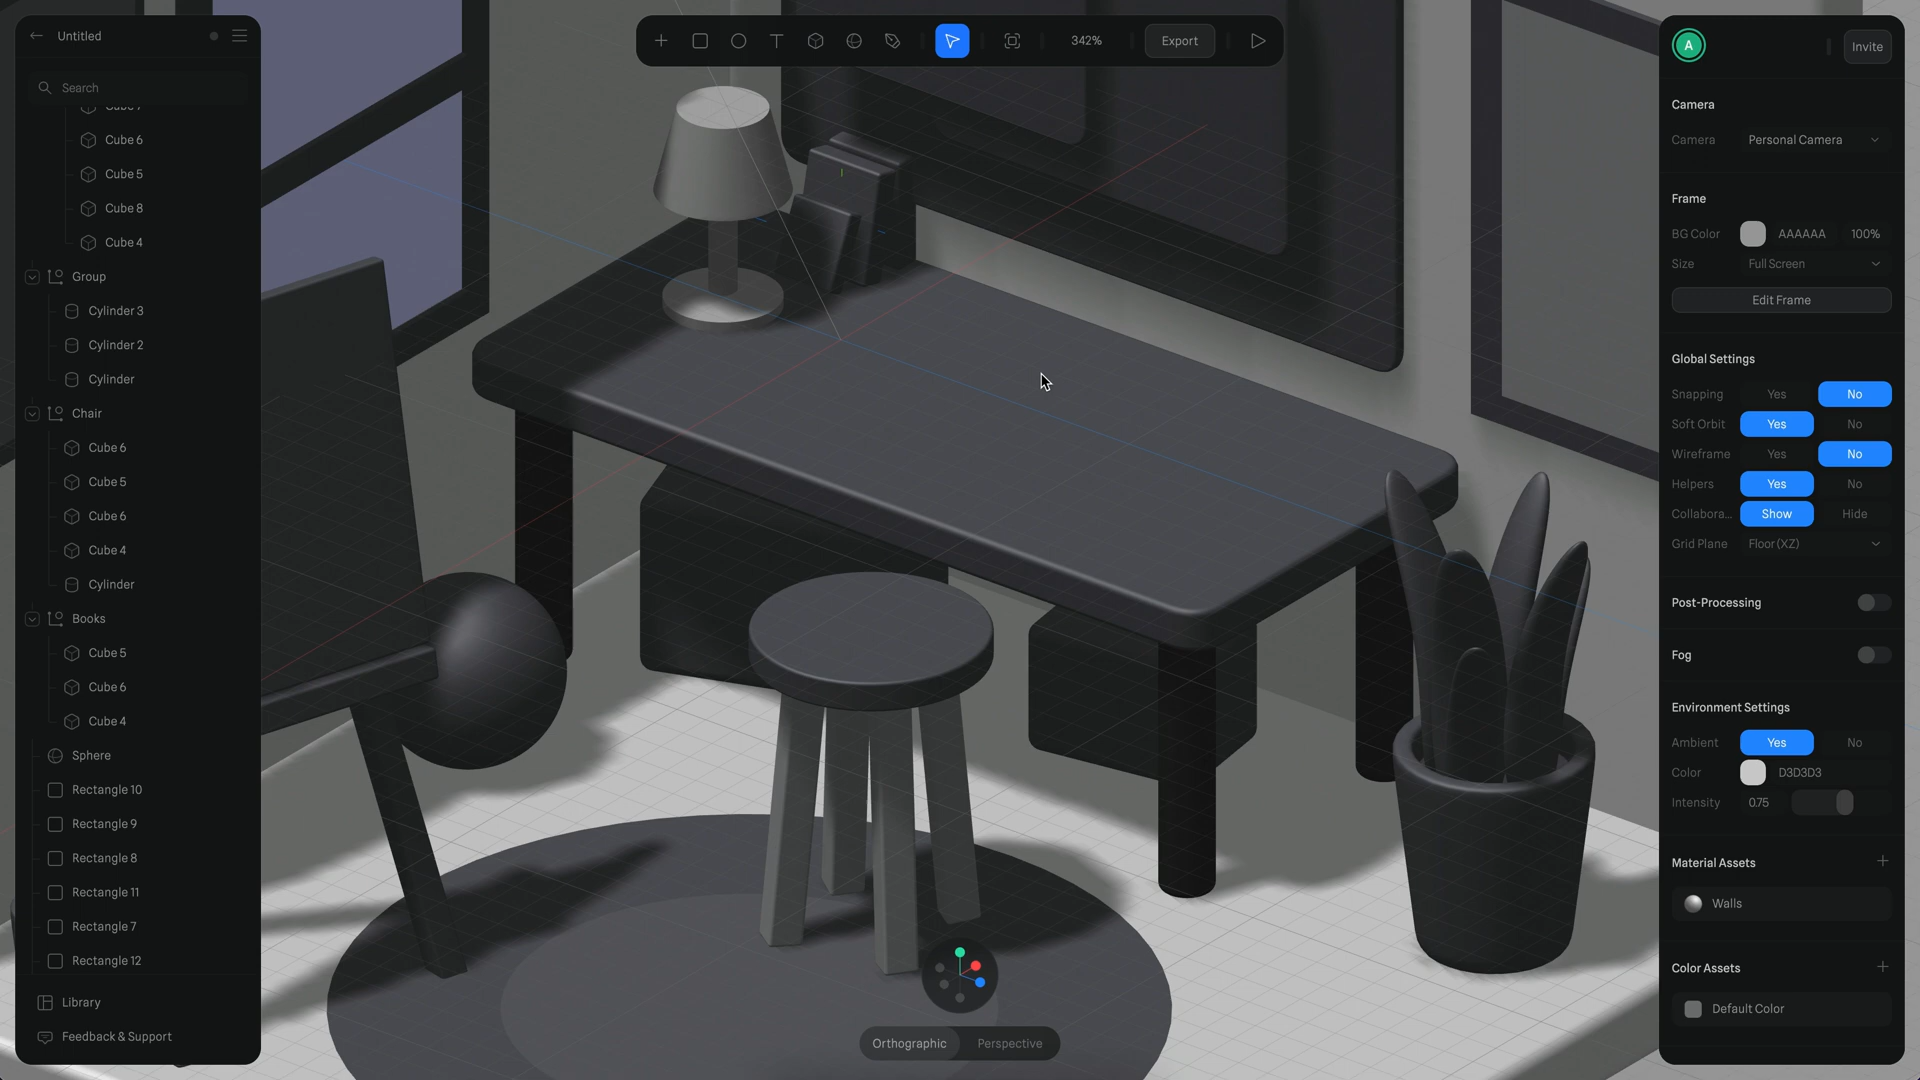 Untitled
Search
Cube 6
Cube 5
Cube 8
Cube 4
Group
Cylinder 3
Cylinder 2
Cylinder
Chair
Cube 6
Cube 5
Cube 6
Cube 4
Cylinder
Books
Cube 5
Cube 6
Cube 4
Sphere
Rectangle 10
Rectangle 9
Rectangle 8
Rectangle 11
Rectangle 7
Rectangle 12
Library
Feedback & Support
342%
Export
Orthographic
Perspective
A
Invite
Camera
Camera Personal Camera
Frame
BG Color AAAAAA 100%
Size Full Screen
Edit Frame
Global Settings
Snapping Yes No
Soft Orbit Yes No
Wireframe Yes No
Helpers Yes No
Collabora... Show Hide
Grid Plane Floor (XZ)
Post-Processing
Fog
Environment Settings
Ambient Yes No
Color D3D3D3
Intensity 0.75
Material Assets
Walls
Color Assets
Default Color